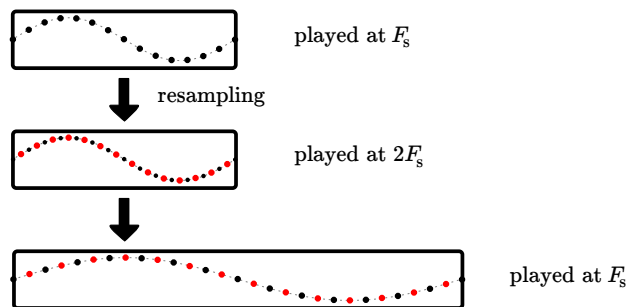 played at Fₛ
resampling
played at 2Fₛ
played at Fₛ